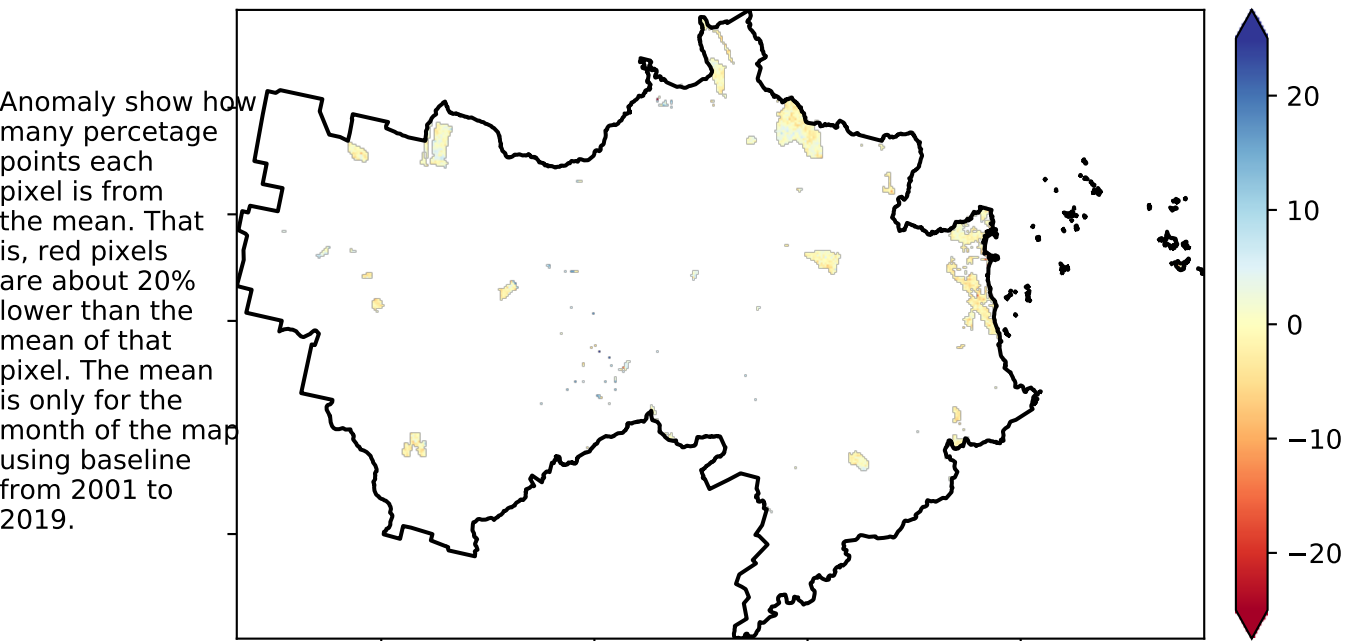 Anomaly show how
many percetage
points each
pixel is from
the mean. That
is, red pixels
are about 20%
lower than the
mean of that
pixel. The mean
is only for the
month of the map
using baseline
from 2001 to
2019.
20
10
0
−10
−20